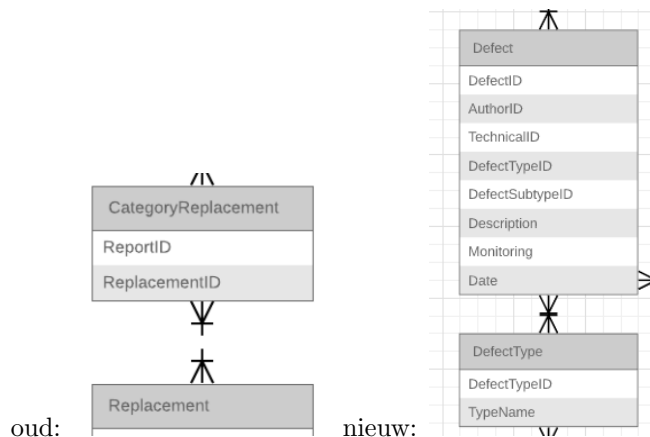 oud:
CategoryReplacement
ReportID
ReplacementID
Replacement
nieuw:
Defect
DefectID
AuthorID
TechnicalID
DefectTypeID
DefectSubtypeID
Description
Monitoring
Date
DefectType
DefectTypeID
TypeName